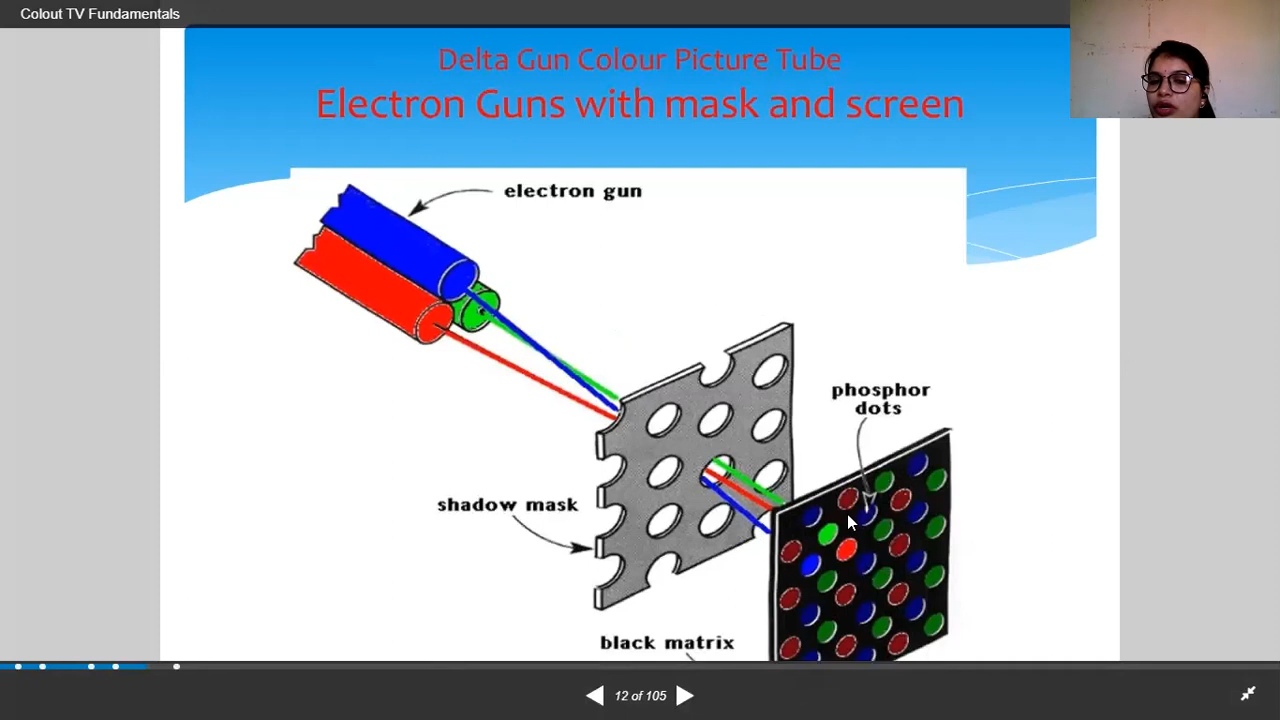 Colout TV Fundamentals
Delta Gun Colour Picture Tube
Electron Guns with mask and screen
electron gun
phosphor
dots
shadow mask
black matrix
12 of 105